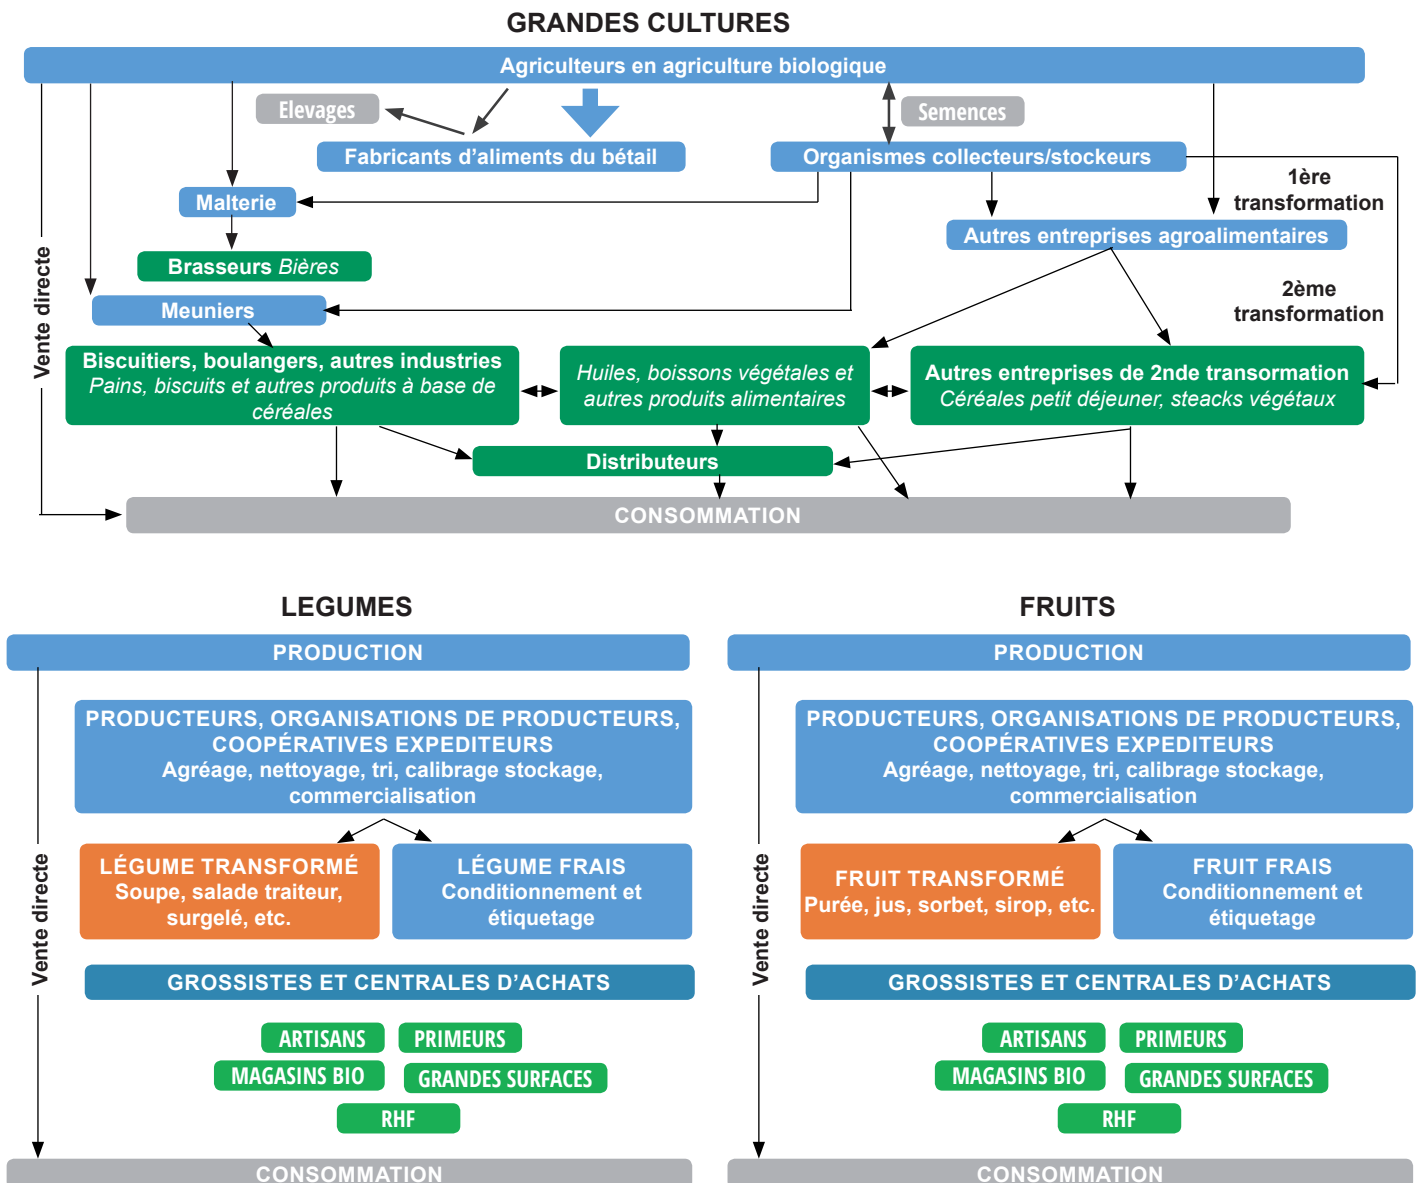 GRANDES CULTURES
Agriculteurs en agriculture biologique
Elevages
Semences
Fabricants d'aliments du bétail
Organismes collecteurs/stockeurs
1ère
transformation
Malterie
Autres entreprises agroalimentaires
Brasseurs Bières
2ème
transformation
Meuniers
Vente directe
Biscuitiers, boulangers, autres industries
Pains, biscuits et autres produits à base de
céréales
Huiles, boissons végétales et
autres produits alimentaires
Autres entreprises de 2nde transormation
Céréales petit déjeuner, steacks végétaux
Distributeurs
CONSOMMATION
LEGUMES
PRODUCTION
PRODUCTEURS, ORGANISATIONS DE PRODUCTEURS,
COOPÉRATIVES EXPEDITEURS
Agréage, nettoyage, tri, calibrage stockage,
commercialisation
Vente directe
LÉGUME TRANSFORMÉ
Soupe, salade traiteur,
surgelé, etc.
LÉGUME FRAIS
Conditionnement et
étiquetage
GROSSISTES ET CENTRALES D'ACHATS
ARTISANS
PRIMEURS
MAGASINS BIO
GRANDES SURFACES
RHF
CONSOMMATION
FRUITS
PRODUCTION
PRODUCTEURS, ORGANISATIONS DE PRODUCTEURS,
COOPÉRATIVES EXPEDITEURS
Agréage, nettoyage, tri, calibrage stockage,
commercialisation
Vente directe
FRUIT TRANSFORMÉ
Purée, jus, sorbet, sirop, etc.
FRUIT FRAIS
Conditionnement et
étiquetage
GROSSISTES ET CENTRALES D'ACHATS
ARTISANS
PRIMEURS
MAGASINS BIO
GRANDES SURFACES
RHF
CONSOMMATION